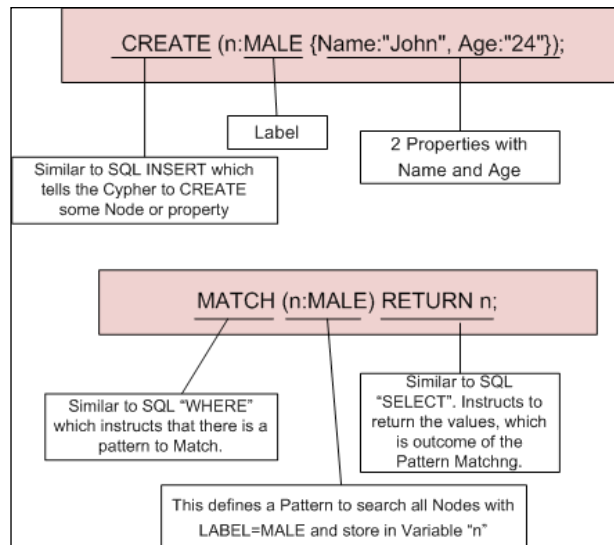 CREATE (n:MALE {Name:"John", Age:"24"});
Label
2 Properties with
Name and Age
Similar to SQL INSERT which
tells the Cypher to CREATE
some Node or property
MATCH (n:MALE) RETURN n;
Similar to SQL “WHERE”
which instructs that there is a
pattern to Match.
Similar to SQL
“SELECT”. Instructs to
return the values, which
is outcome of the
Pattern Matchng.
This defines a Pattern to search all Nodes with
LABEL=MALE and store in Variable “n”